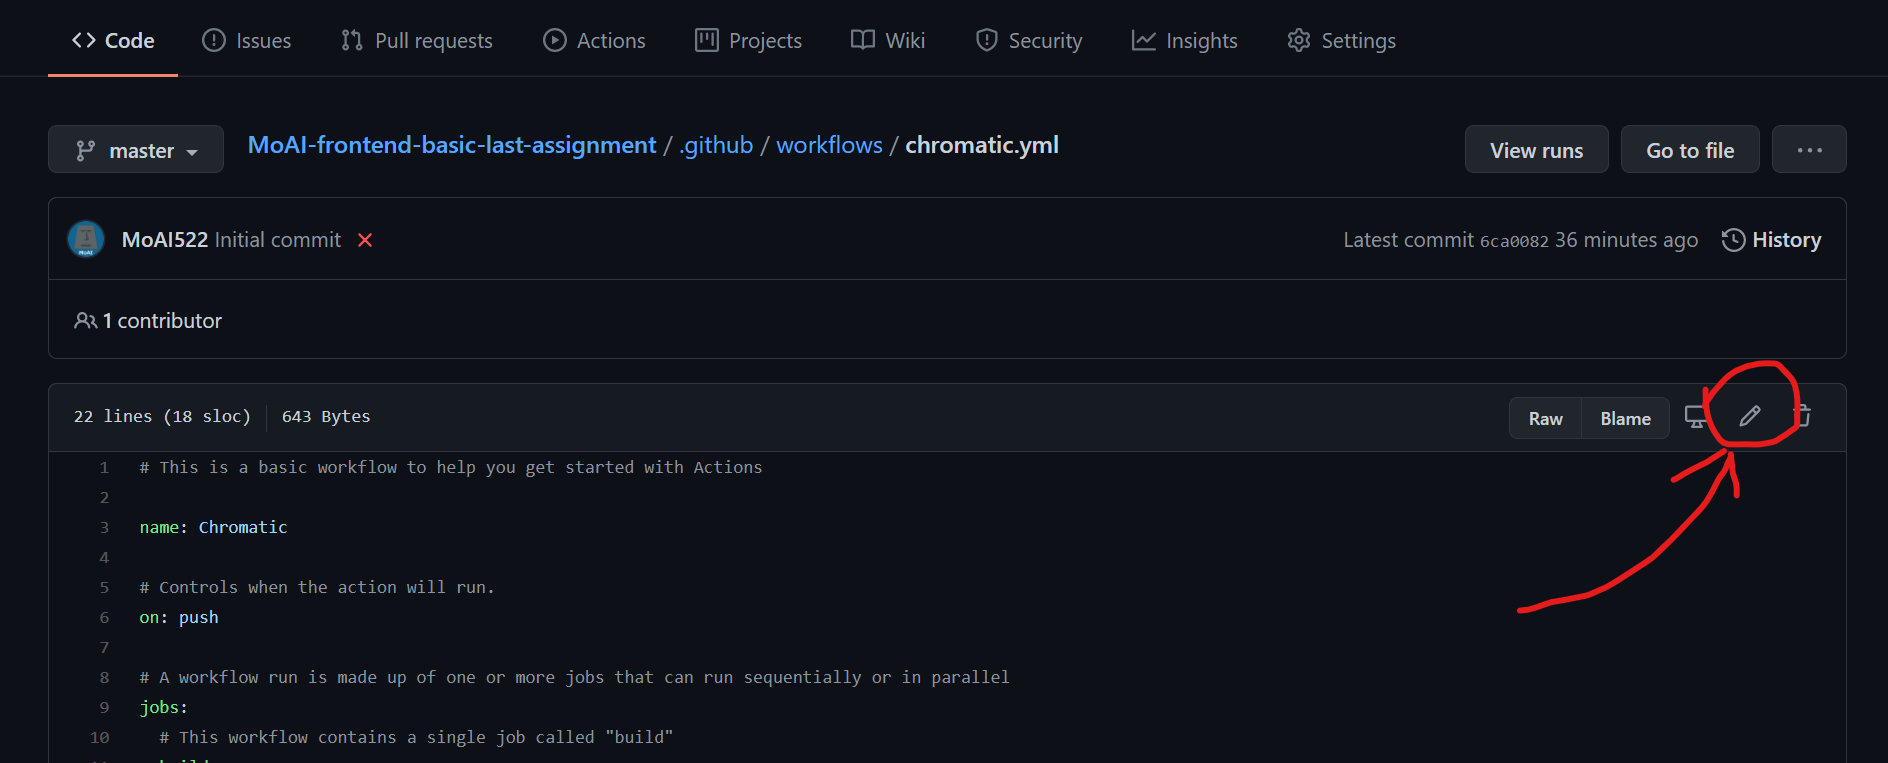 Code Issues Pull requests Actions Projects Wiki Security Insights Settings
master MoAI-frontend-basic-last-assignment / .github / workflows / chromatic.yml View runs Go to file ...
MoAI522 Initial commit Latest commit 6ca0082 36 minutes ago History
1 contributor
22 lines (18 sloc) 643 Bytes Raw Blame
1 # This is a basic workflow to help you get started with Actions
2
3 name: Chromatic
4
5 # Controls when the action will run.
6 on: push
7
8 # A workflow run is made up of one or more jobs that can run sequentially or in parallel
9 jobs:
10 # This workflow contains a single job called "build"